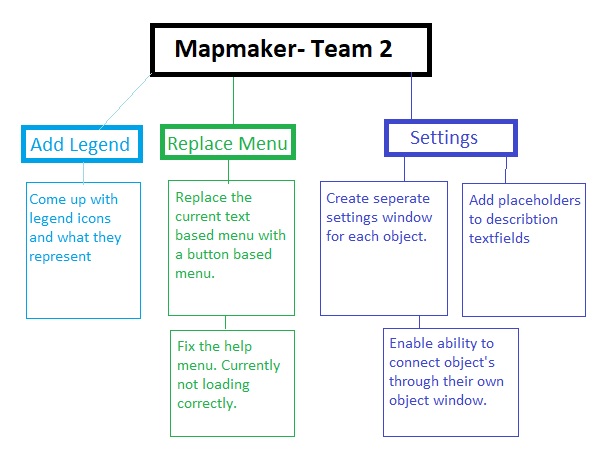 Mapmaker- Team 2
Add Legend
Replace Menu
Settings
Come up with
legend icons
and what they
represent
Replace the
current text
based menu with
a button based
menu.
Create seperate
settings window
for each object.
Add placeholders
to describtion
textfields
Fix the help
menu. Currently
not loading
correctly.
Enable ability to
connect object's
through their own
object window.